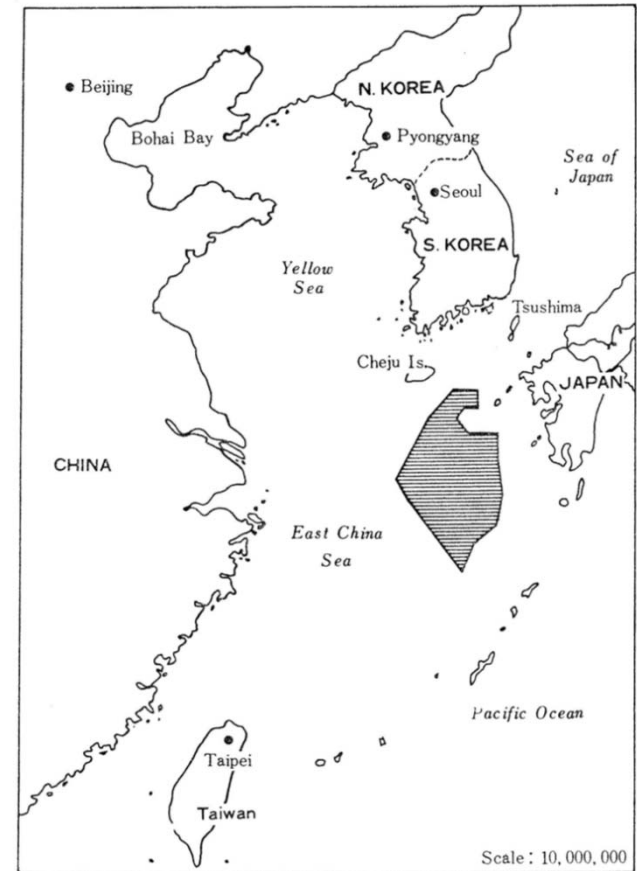 Beijing
N. KOREA
Bohai Bay
Pyongyang
Sea of
Japan
Seoul
S. KOREA
Yellow
Sea
Tsushima
Cheju Is.
JAPAN
CHINA
East China
Sea
Pacific Ocean
Taipei
Taiwan
Scale: 10,000,000